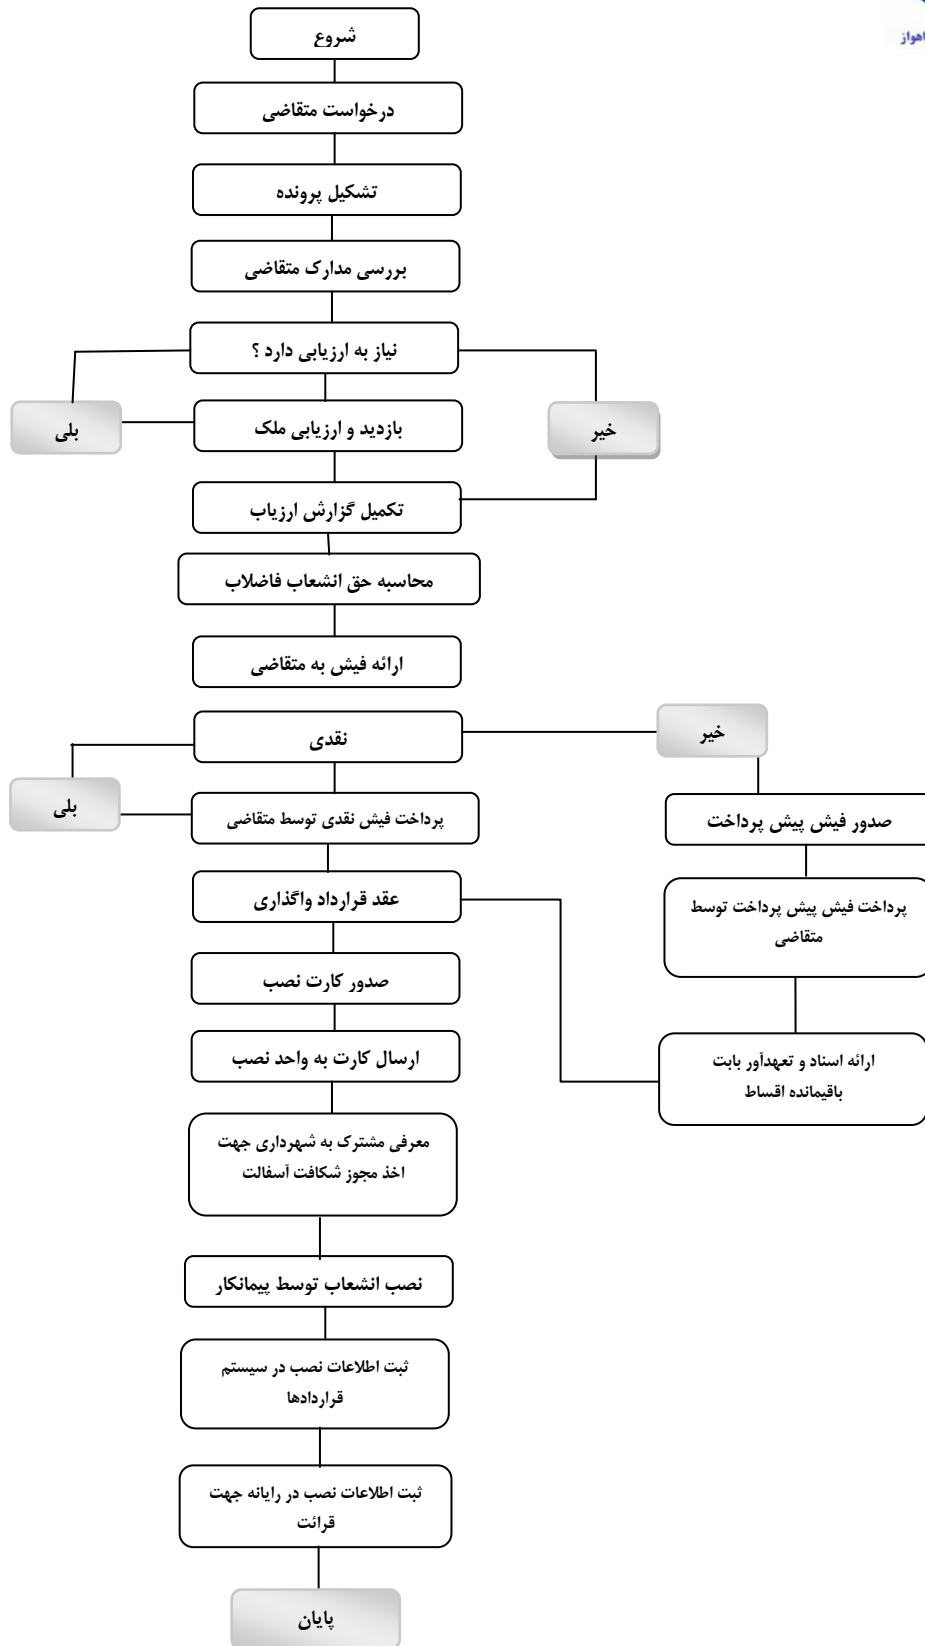 اهواز
شروع
درخواست متقاضی
تشکیل پرونده
بررسی مدارک متقاضی
نیاز به ارزیابی دارد ؟
بلی
خیر
بازدید و ارزیابی ملک
تکمیل گزارش ارزیاب
محاسبه حق انشعاب فاضلاب
ارائه فیش به متقاضی
نقدی
خیر
بلی
پرداخت فیش نقدی توسط متقاضی
صدور فیش پیش پرداخت
پرداخت فیش پیش پرداخت توسط
متقاضی
ارائه اسناد و تعهدآور بابت
باقیمانده اقساط
عقد قرارداد واگذاری
صدور کارت نصب
ارسال کارت به واحد نصب
معرفی مشترک به شهرداری جهت
اخذ مجوز شکافت آسفالت
نصب انشعاب توسط پیمانکار
ثبت اطلاعات نصب در سیستم
قراردادها
ثبت اطلاعات نصب در رایانه جهت
قرائت
پایان